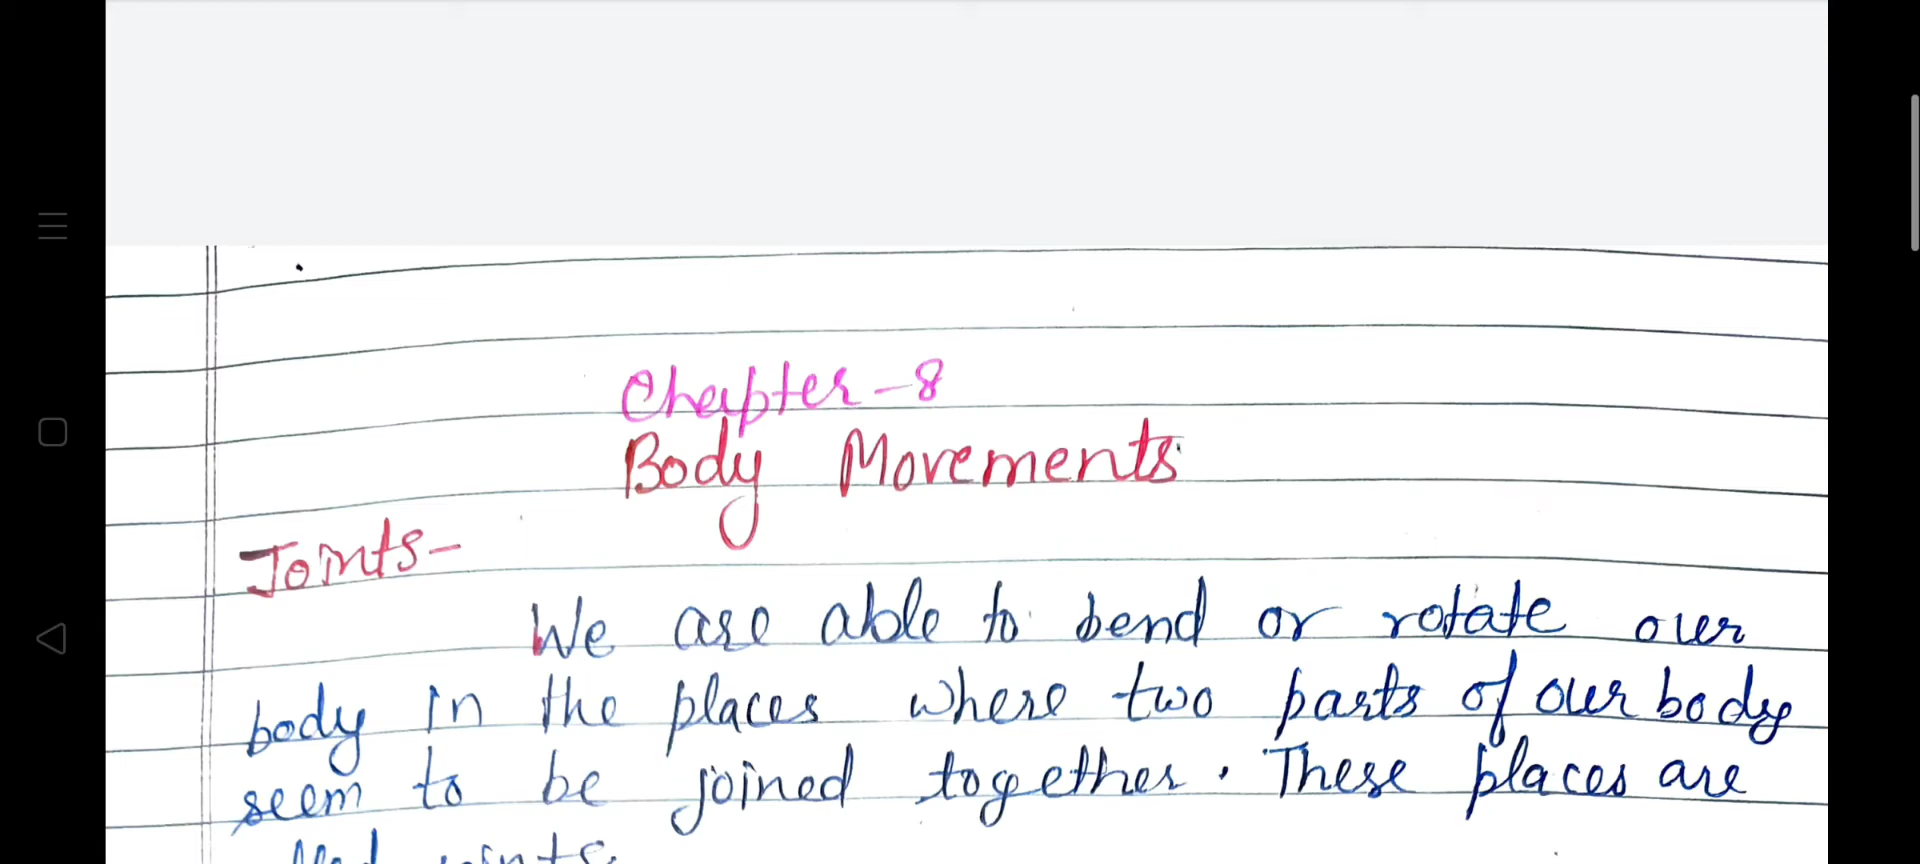 Chapter - 8
Body Movements
Joints -
We are able to bend or rotate our
body in the places where two parts of our body
seem to be joined together. These places are